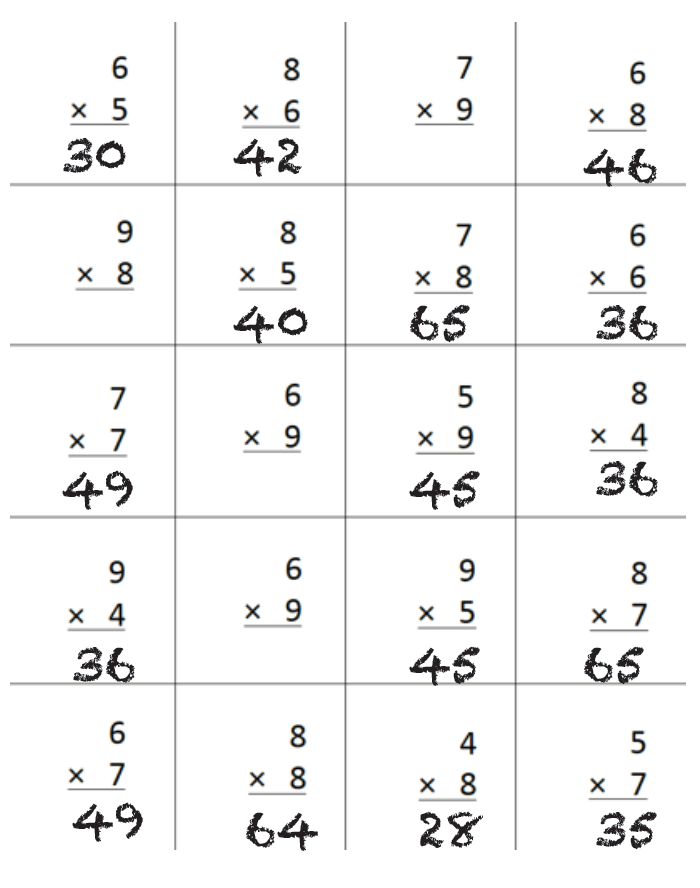 6 8 7 6
× 5 × 6 × 9 × 8
30 42 46
9 8 7 6
× 8 × 5 × 8 × 6
40 65 36
7 6 5 8
× 7 × 9 × 9 × 4
49 45 36
9 6 9 8
× 4 × 9 × 5 × 7
36 45 65
6 8 4 5
× 7 × 8 × 8 × 7
49 64 28 35